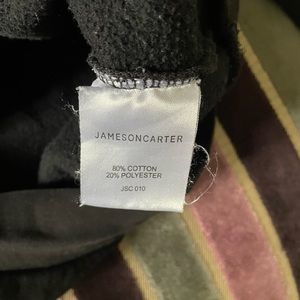 JAMESONCARTER
80% COTTON
20% POLYESTER
JSC 010